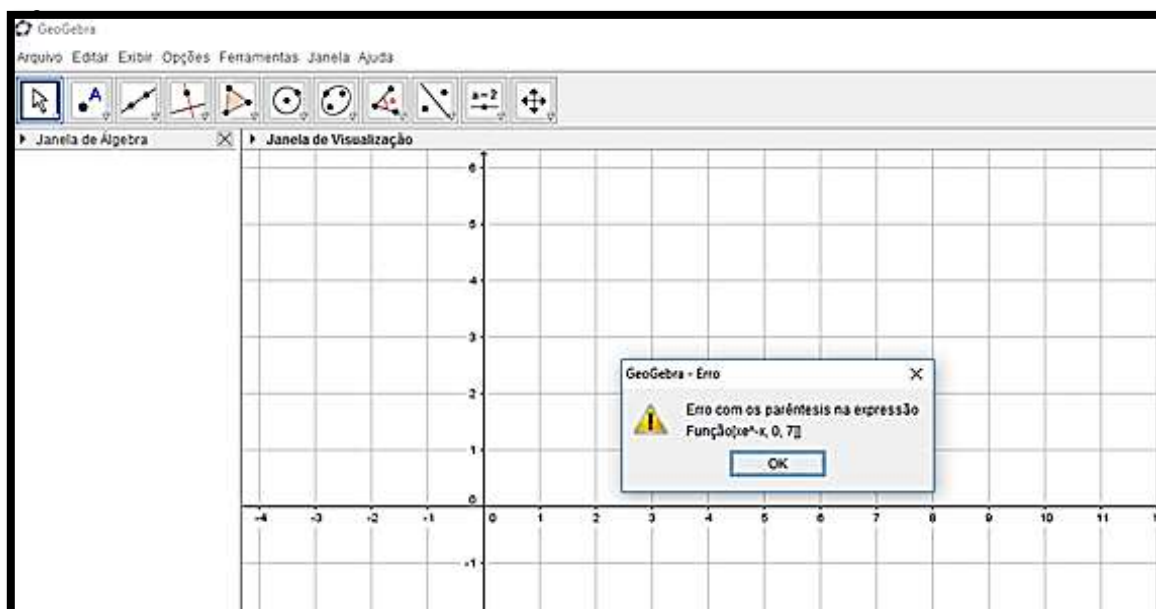 GeoGebra
Arquivo Editar Exibir Opções Ferramentas Janela Ajuda
A
a=2
Janela de Álgebra
Janela de Visualização
6
5
4
3
2
1
0
-4 -3 -2 -1 0 1 2 3 4 5 6 7 8 9 10 11
-1
GeoGebra - Erro
Erro com os parêntesis na expressão
Função[xe^-x, 0, 7]]
OK